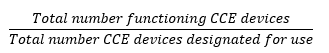 Total number functioning CCE devices
Total number CCE devices designated for use